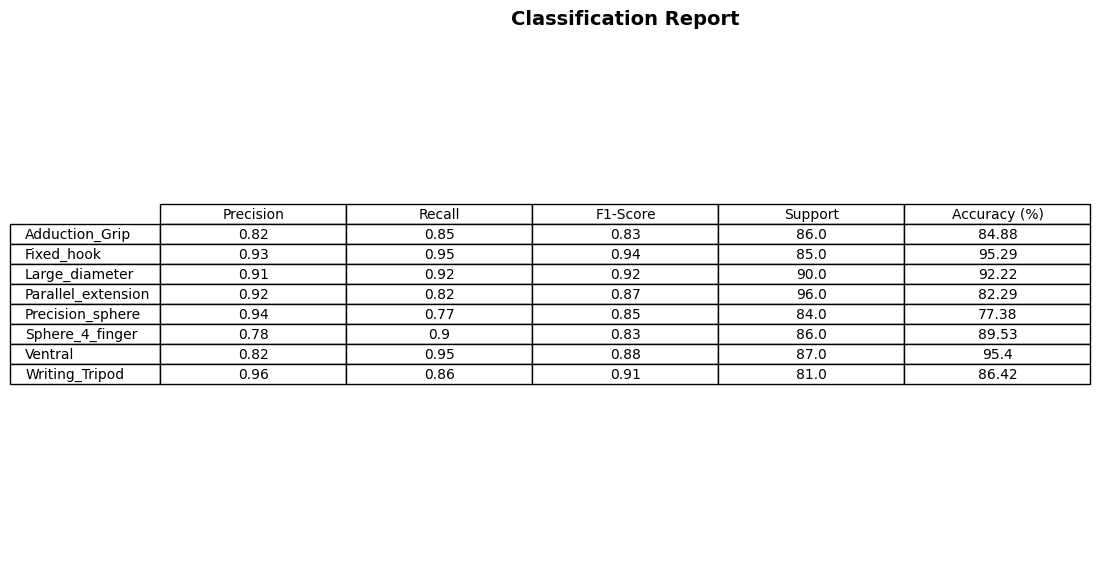 Classification Report
Precision Recall F1-Score Support Accuracy (%)
Adduction_Grip 0.82 0.85 0.83 86.0 84.88
Fixed_hook 0.93 0.95 0.94 85.0 95.29
Large_diameter 0.91 0.92 0.92 90.0 92.22
Parallel_extension 0.92 0.82 0.87 96.0 82.29
Precision_sphere 0.94 0.77 0.85 84.0 77.38
Sphere_4_finger 0.78 0.9 0.83 86.0 89.53
Ventral 0.82 0.95 0.88 87.0 95.4
Writing_Tripod 0.96 0.86 0.91 81.0 86.42